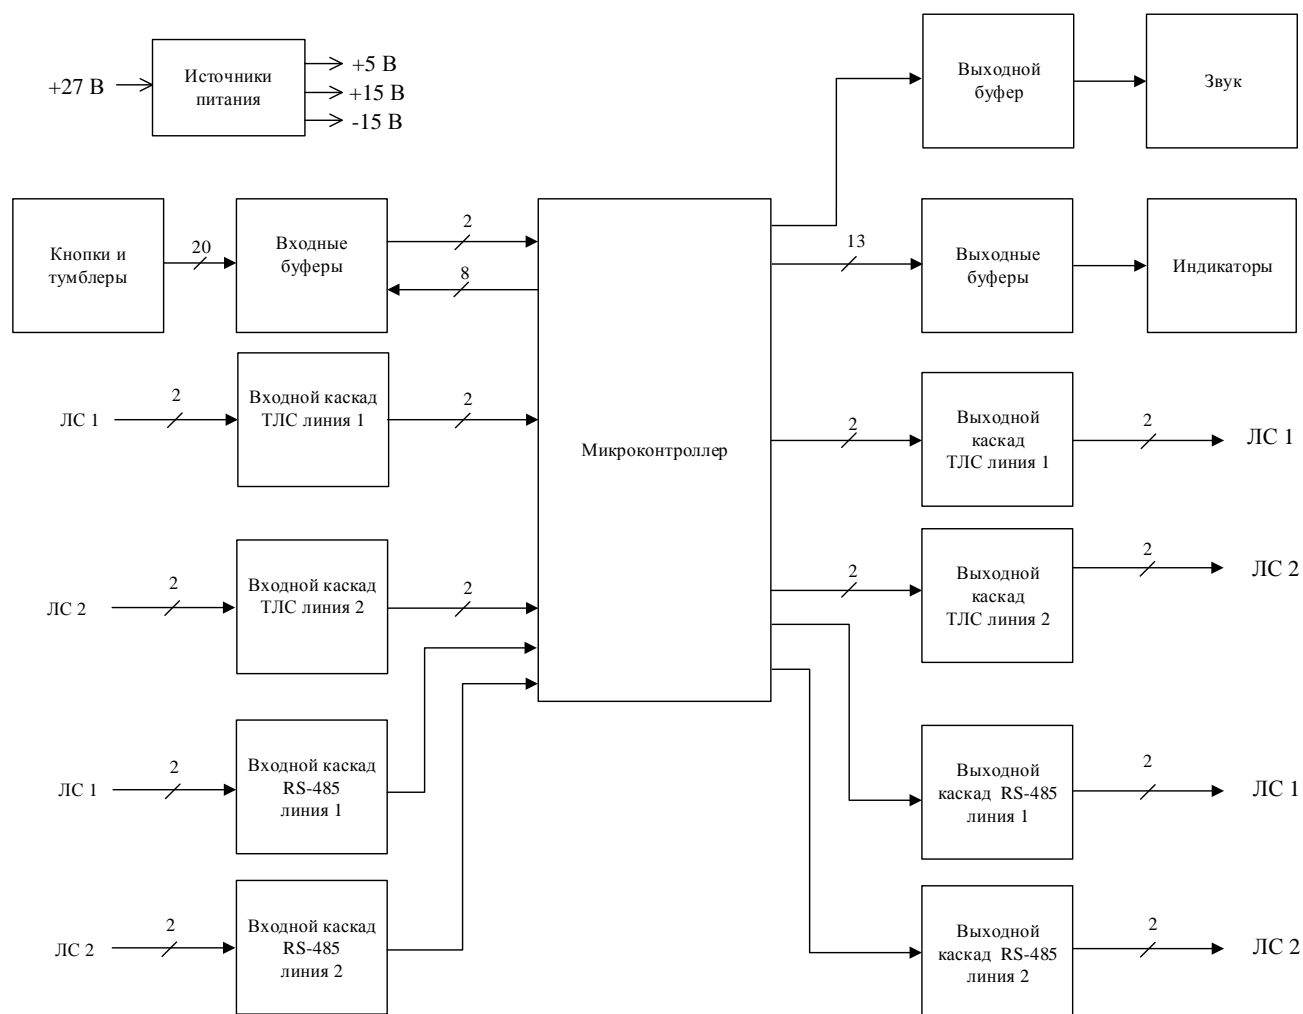 +27 В
Источники
питания
+5 В
+15 В
-15 В
Выходной
буфер
Звук
Кнопки и
тумблеры
20
Входные
буферы
2
8
Микроконтроллер
13
Выходные
буферы
Индикаторы
ЛС 1
2
Входной каскад
ТЛС линия 1
2
2
Выходной
каскад
ТЛС линия 1
2
ЛС 1
ЛС 2
2
Входной каскад
ТЛС линия 2
2
2
Выходной
каскад
ТЛС линия 2
2
ЛС 2
ЛС 1
2
Входной каскад
RS-485
линия 1
Выходной
каскад RS-485
линия 1
2
ЛС 1
ЛС 2
2
Входной каскад
RS-485
линия 2
Выходной
каскад RS-485
линия 2
2
ЛС 2